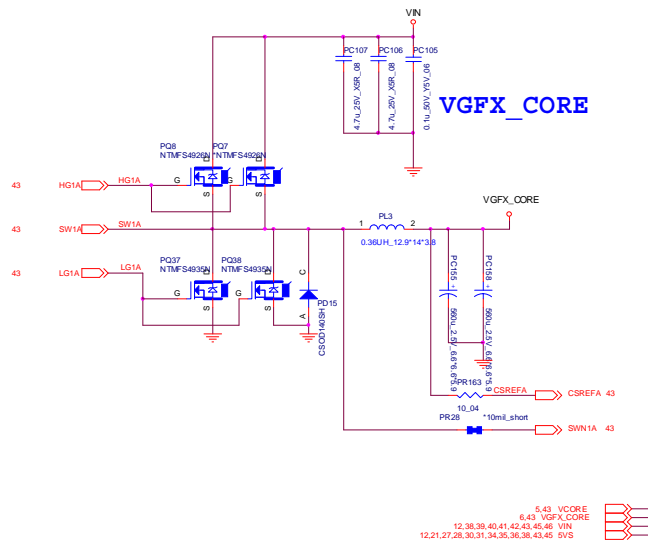 VIN
PC107
PC106
PC105
4.7u_25V_X5R_08
4.7u_25V_X5R_08
0.1u_50V_Y5V_06
VGFX_CORE
PQ8
PQ7
NTMFS4926N
*NTMFS4926N
43 HG1A HG1A G D S G D S
VGFX_CORE
43 SW1A SW1A
1 PL3 2
0.36UH_12.9*14*3.8
43 LG1A LG1A
PQ37
PQ38
NTMFS4935N
NTMFS4935N
G D S G D S
C
A
PD15
CSOD140SH
PC155
+
560u_2.5V_6.6*6.6*5.9
PC158
+
560u_2.5V_6.6*6.6*5.9
PR163
CSREFA
CSREFA 43
10_04
PR28
*10mil_short
SWN1A 43
5,43 VCORE
6,43 VGFX_CORE
12,38,39,40,41,42,43,45,46 VIN
12,21,27,28,30,31,34,35,36,38,43,45 5VS